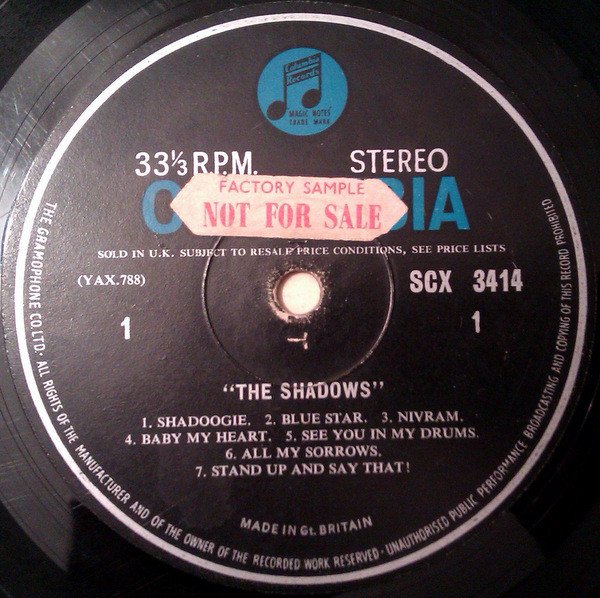 Columbia
Records
MAGIC NOTES
TRADE MARK
33⅓ R.P.M. STEREO
FACTORY SAMPLE
NOT FOR SALE
C BIA
SOLD IN U.K. SUBJECT TO RESALE PRICE CONDITIONS, SEE PRICE LISTS
(YAX.788) SCX 3414
1 1
"THE SHADOWS"
1. SHADOOGIE. 2. BLUE STAR. 3. NIVRAM.
4. BABY MY HEART. 5. SEE YOU IN MY DRUMS.
6. ALL MY SORROWS.
7. STAND UP AND SAY THAT!
MADE IN Gt. BRITAIN
THE GRAMOPHONE CO. LTD. ALL RIGHTS OF THE MANUFACTURER AND OF THE OWNER OF THE RECORDED WORK RESERVED · UNAUTHORISED PUBLIC PERFORMANCE BROADCASTING AND COPYING OF THIS RECORD PROHIBITED